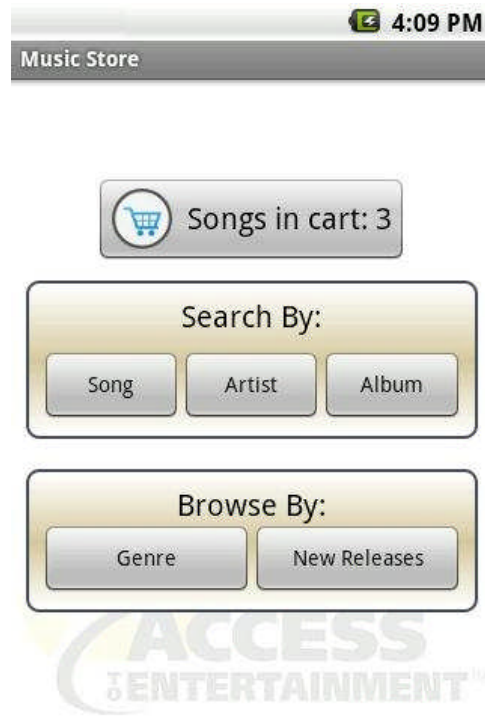 4:09 PM
Music Store
Songs in cart: 3
Search By:
Song Artist Album
Browse By:
Genre New Releases
ACCESS
TO ENTERTAINMENT